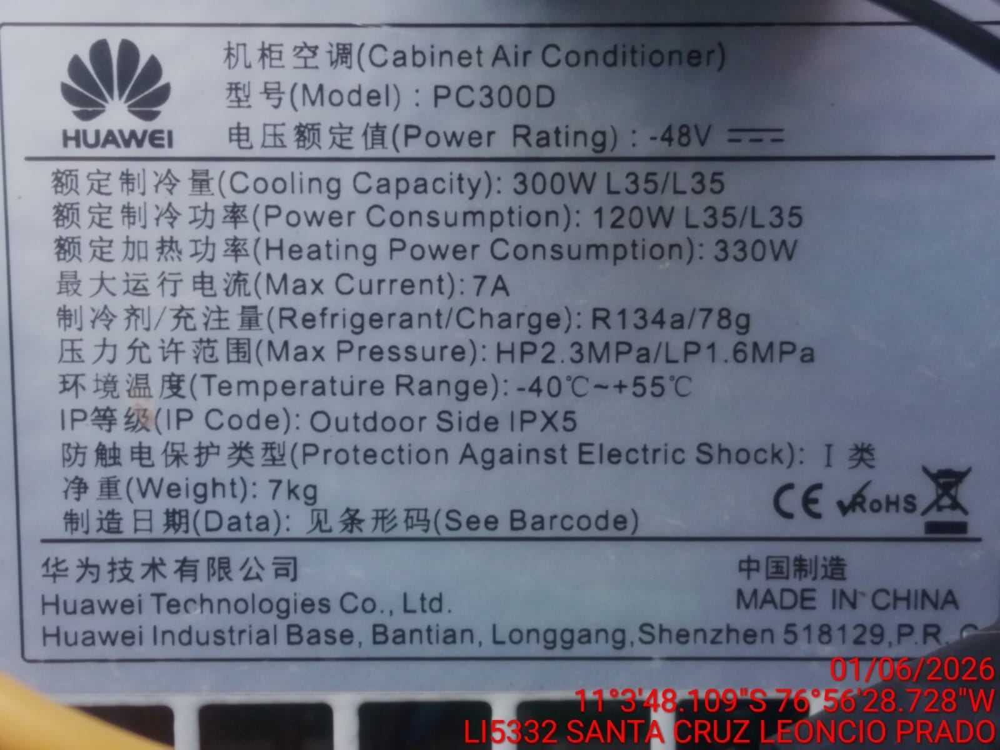 HUAWEI
机柜空调(Cabinet Air Conditioner)
型号(Model) : PC300D
电压额定值(Power Rating) : -48V
额定制冷量(Cooling Capacity): 300W L35/L35
额定制冷功率(Power Consumption): 120W L35/L35
额定加热功率(Heating Power Consumption): 330W
最大运行电流(Max Current): 7A
制冷剂/充注量(Refrigerant/Charge): R134a/78g
压力允许范围(Max Pressure): HP2.3MPa/LP1.6MPa
环境温度(Temperature Range): -40℃~+55℃
IP等级(IP Code): Outdoor Side IPX5
防触电保护类型(Protection Against Electric Shock): I 类
净重(Weight): 7kg
CE RoHS
制造日期(Data): 见条形码(See Barcode)
华为技术有限公司
中国制造
Huawei Technologies Co., Ltd.
MADE IN CHINA
Huawei Industrial Base, Bantian, Longgang,Shenzhen 518129,P.R.
01/06/2026
11°3'48.109"S 76°56'28.728"W
LI5332 SANTA CRUZ LEONCIO PRADO